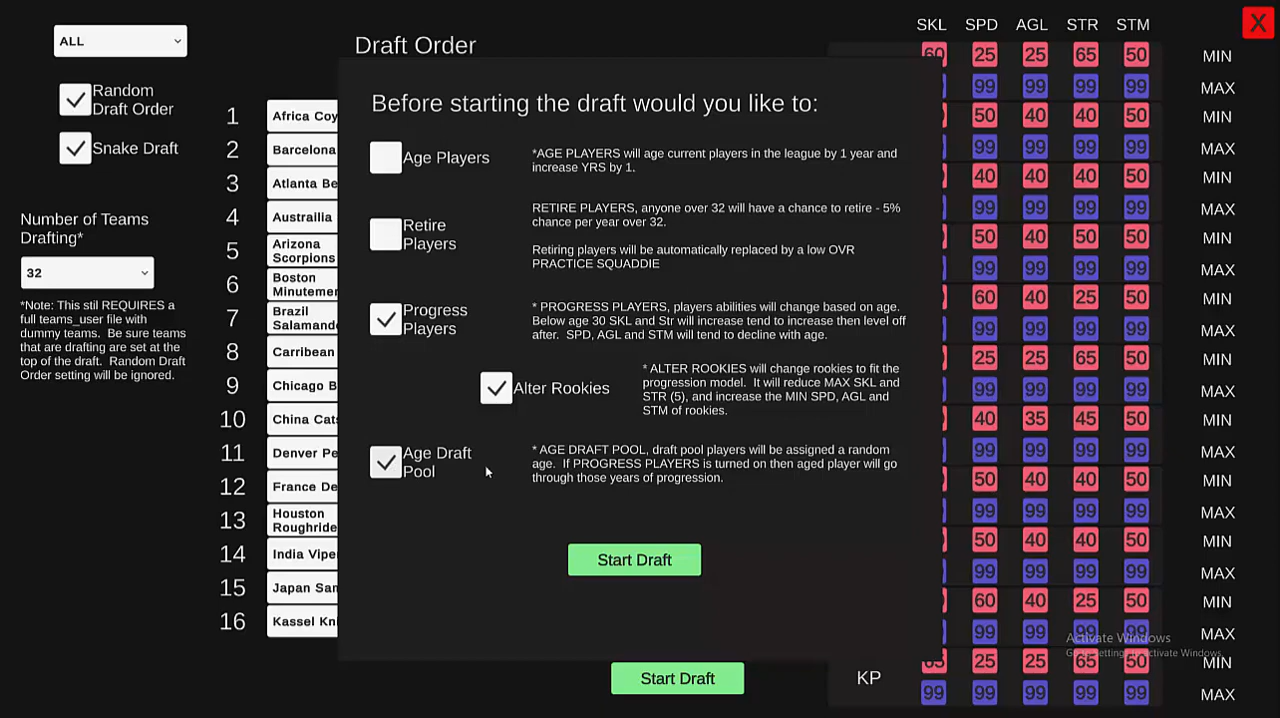 ALL
Random
Draft Order
Snake Draft
Number of Teams
Drafting*
32
*Note: This stil REQUIRES a
full teams_user file with
dummy teams. Be sure teams
that are drafting are set at the
top of the draft. Random Draft
Order setting will be ignored.
Draft Order
1 Africa Coy
2 Barcelona
3 Atlanta Be
4 Austrailia
5 Arizona
Scorpions
6 Boston
Minutemen
7 Brazil
Salamand
8 Carribean
9 Chicago B
10 China Cats
11 Denver Pe
12 France De
13 Houston
Roughride
14 India Vipe
15 Japan Sam
16 Kassel Kni
Before starting the draft would you like to:
Age Players
*AGE PLAYERS will age current players in the league by 1 year and
increase YRS by 1.
Retire
Players
RETIRE PLAYERS, anyone over 32 will have a chance to retire - 5%
chance per year over 32.
Retiring players will be automatically replaced by a low OVR
PRACTICE SQUADDIE
Progress
Players
* PROGRESS PLAYERS, players abilities will change based on age.
Below age 30 SKL and Str will increase tend to increase then level off
after. SPD, AGL and STM will tend to decline with age.
Alter Rookies
* ALTER ROOKIES will change rookies to fit the
progression model. It will reduce MAX SKL and
STR (5), and increase the MIN SPD, AGL and
STM of rookies.
Age Draft
Pool
* AGE DRAFT POOL, draft pool players will be assigned a random
age. If PROGRESS PLAYERS is turned on then aged player will go
through those years of progression.
Start Draft
Start Draft
SKL SPD AGL STR STM
X
60 25 25 65 50 MIN
99 99 99 99 MAX
50 40 40 50 MIN
99 99 99 99 MAX
40 40 40 50 MIN
99 99 99 99 MAX
50 40 50 50 MIN
99 99 99 99 MAX
60 40 25 50 MIN
99 99 99 99 MAX
25 25 65 50 MIN
99 99 99 99 MAX
40 35 45 50 MIN
99 99 99 99 MAX
50 40 40 50 MIN
99 99 99 99 MAX
50 40 40 50 MIN
99 99 99 99 MAX
60 40 25 50 MIN
99 99 99 99 MAX
KP
65 25 25 65 50 MIN
99 99 99 99 99 MAX
Activate Windows
Go to Settings to activate Windows.